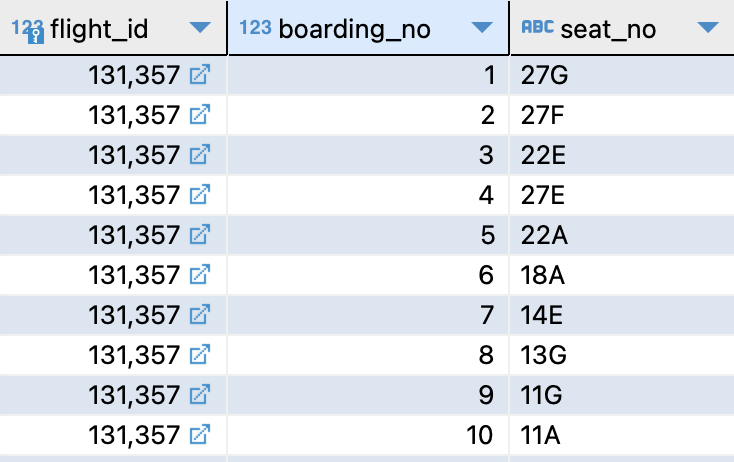 123 flight_id 123 boarding_no ABC seat_no
131,357 1 27G
131,357 2 27F
131,357 3 22E
131,357 4 27E
131,357 5 22A
131,357 6 18A
131,357 7 14E
131,357 8 13G
131,357 9 11G
131,357 10 11A